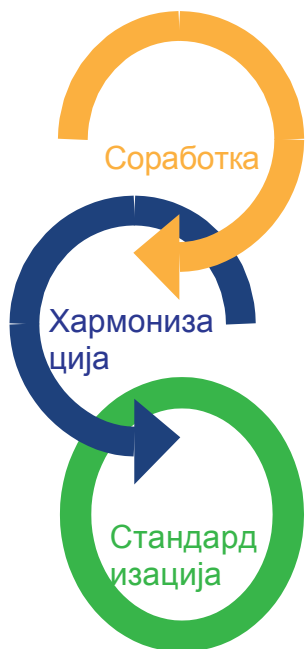 Соработка
Хармониза
ција
Стандард
изација